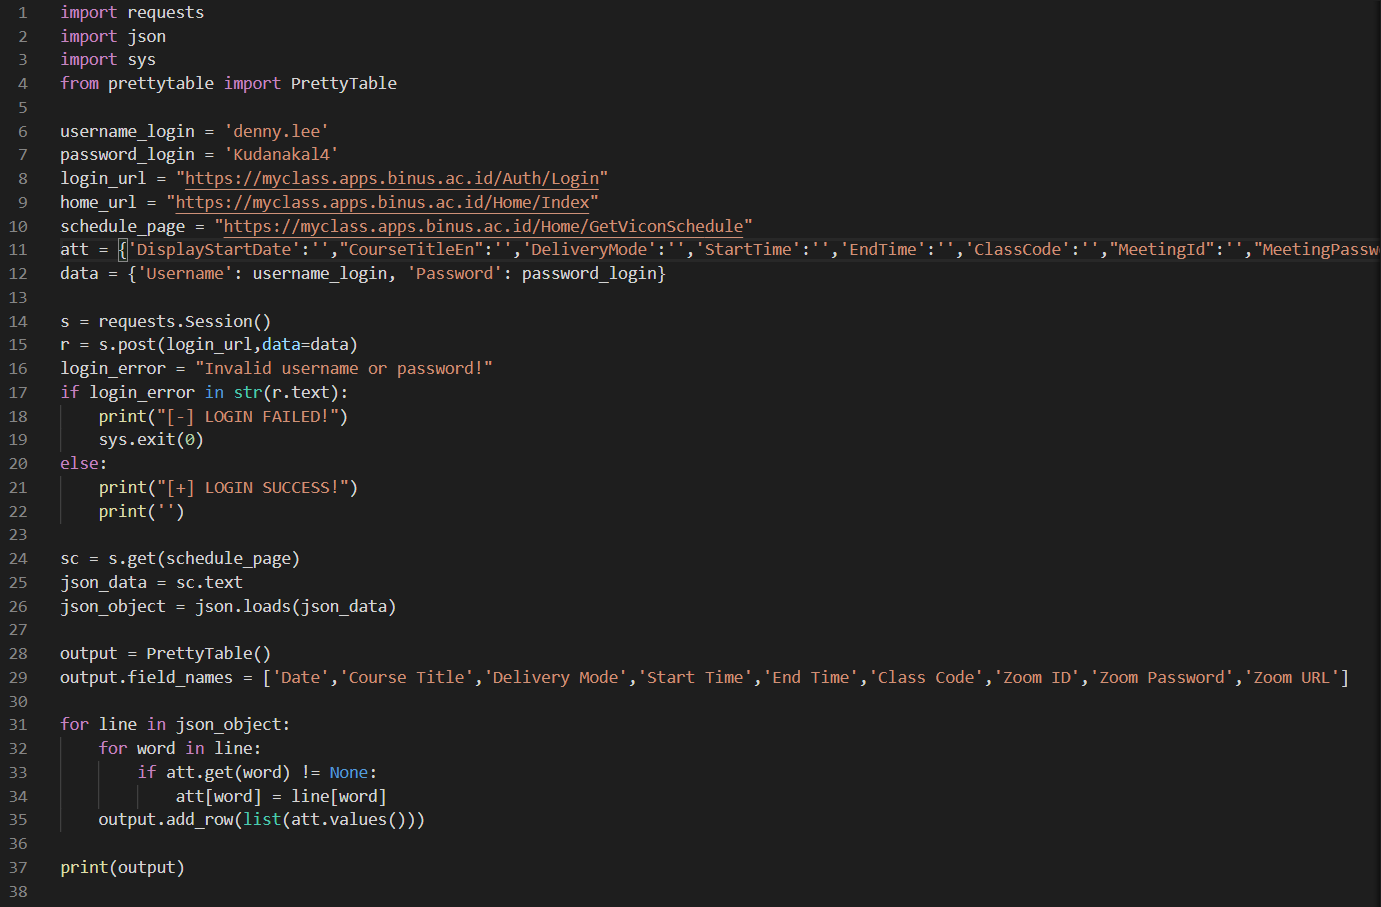 1 import requests
2 import json
3 import sys
4 from prettytable import PrettyTable
5
6 username_login = 'denny.lee'
7 password_login = 'Kudanakal4'
8 login_url = "https://myclass.apps.binus.ac.id/Auth/Login"
9 home_url = "https://myclass.apps.binus.ac.id/Home/Index"
10 schedule_page = "https://myclass.apps.binus.ac.id/Home/GetViconSchedule"
11 att = {'DisplayStartDate':'',"CourseTitleEn":'','DeliveryMode':'','StartTime':'','EndTime':'','ClassCode':'',"MeetingId":'',"MeetingPassw
12 data = {'Username': username_login, 'Password': password_login}
13
14 s = requests.Session()
15 r = s.post(login_url,data=data)
16 login_error = "Invalid username or password!"
17 if login_error in str(r.text):
18     print("[-] LOGIN FAILED!")
19     sys.exit(0)
20 else:
21     print("[+] LOGIN SUCCESS!")
22     print('')
23
24 sc = s.get(schedule_page)
25 json_data = sc.text
26 json_object = json.loads(json_data)
27
28 output = PrettyTable()
29 output.field_names = ['Date','Course Title','Delivery Mode','Start Time','End Time','Class Code','Zoom ID','Zoom Password','Zoom URL']
30
31 for line in json_object:
32     for word in line:
33         if att.get(word) != None:
34             att[word] = line[word]
35     output.add_row(list(att.values()))
36
37 print(output)
38